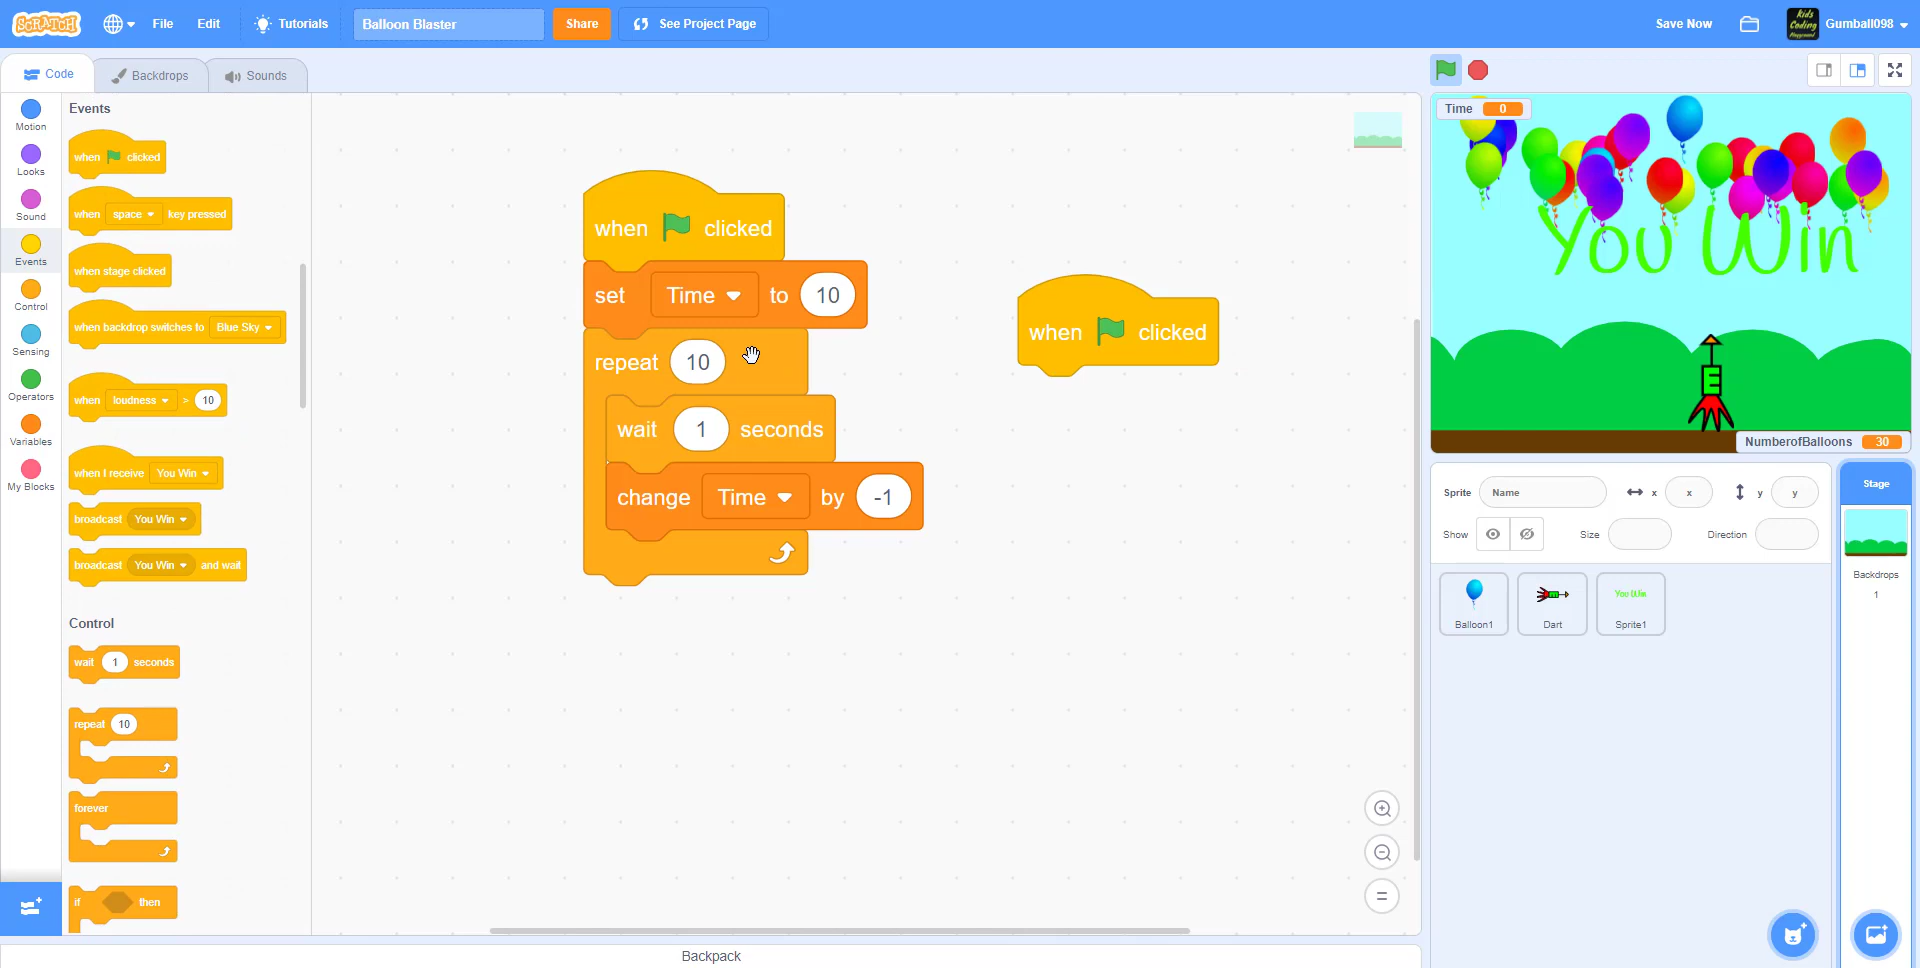 SCRATCH File Edit Tutorials Balloon Blaster Share See Project Page Save Now Kids Coding Playground Gumball098
Code Backdrops Sounds
Motion
Looks
Sound
Events
Control
Sensing
Operators
Variables
My Blocks
Events
when clicked
when space key pressed
when stage clicked
when backdrop switches to Blue Sky
when loudness > 10
when I receive You Win
broadcast You Win
broadcast You Win and wait
Control
wait 1 seconds
repeat 10
forever
if then
when clicked
set Time to 10
repeat 10
wait 1 seconds
change Time by -1
when clicked
Backpack
Time 0
You Win
E
NumberofBalloons 30
Sprite Name x x y y
Show Size Direction
Balloon1
Dart
You Win
Sprite1
Stage
Backdrops
1